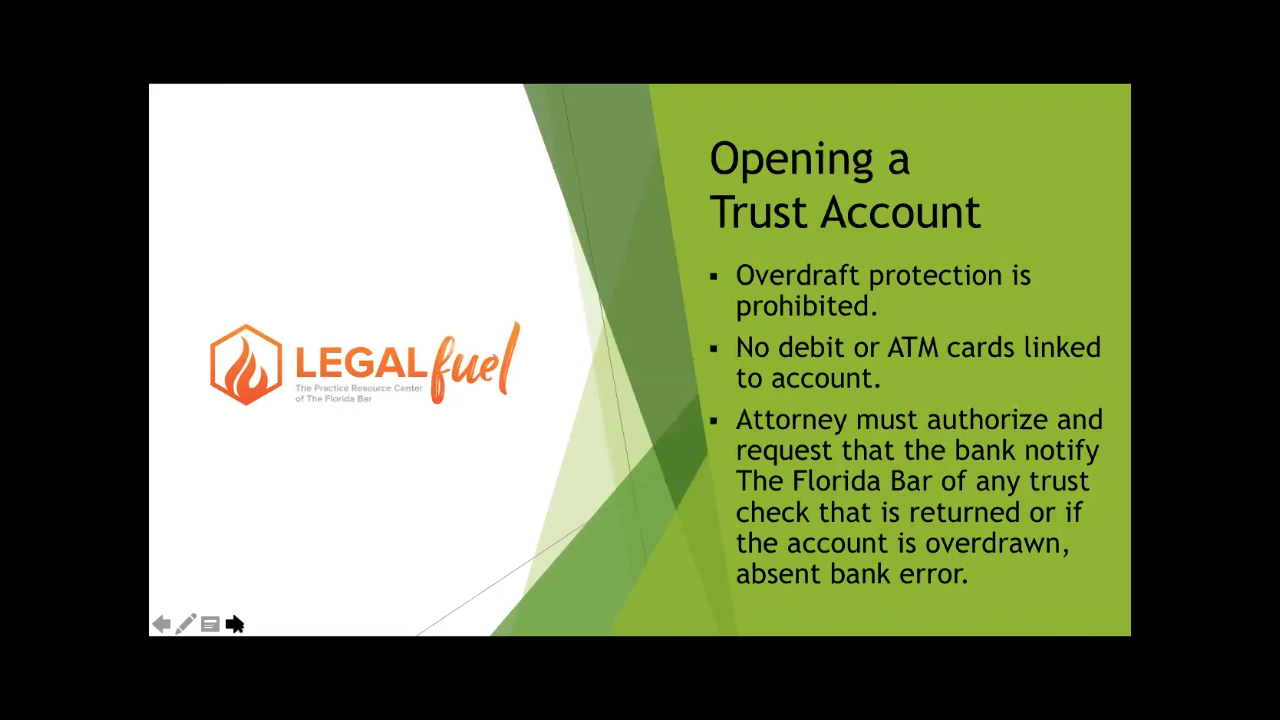 Opening a
Trust Account
▪ Overdraft protection is
prohibited.
▪ No debit or ATM cards linked
to account.
▪ Attorney must authorize and
request that the bank notify
The Florida Bar of any trust
check that is returned or if
the account is overdrawn,
absent bank error.
LEGALfuel
The Practice Resource Center
of The Florida Bar